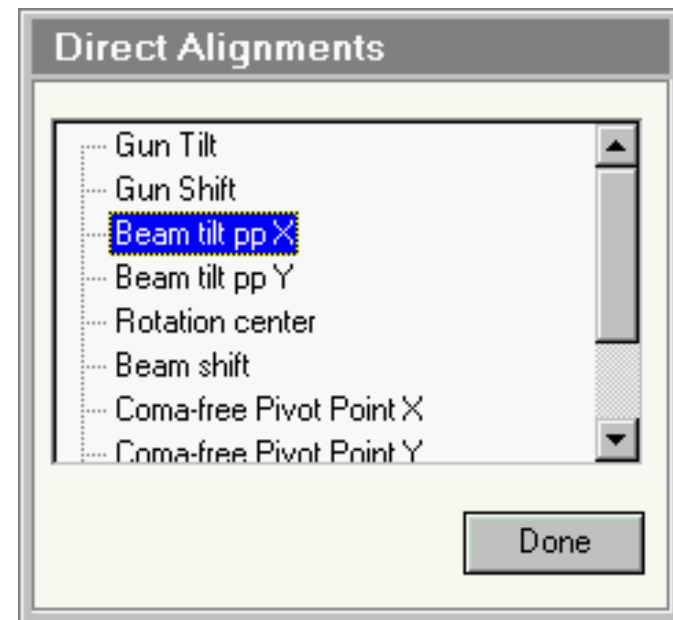 Direct Alignments
Gun Tilt
Gun Shift
Beam tilt pp X
Beam tilt pp Y
Rotation center
Beam shift
Coma-free Pivot Point X
Coma-free Pivot Point Y
Done